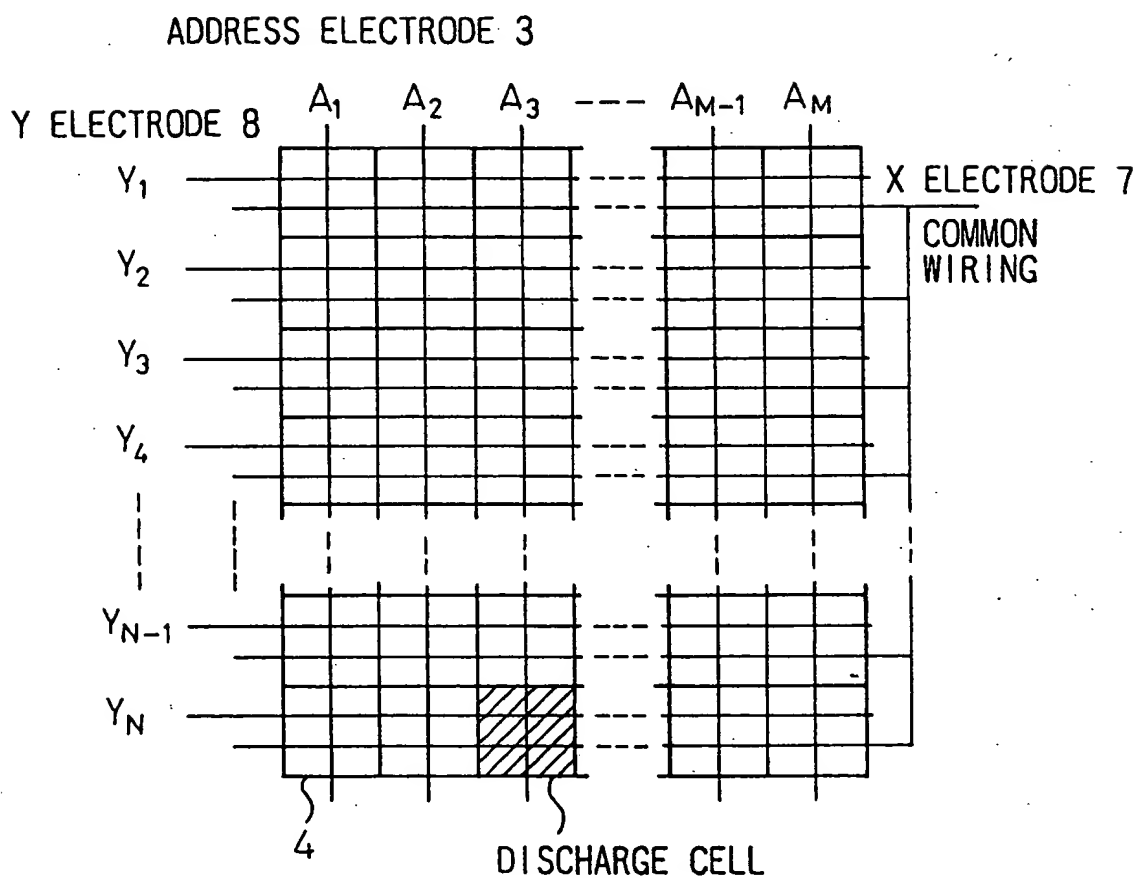 ADDRESS ELECTRODE 3
A1 A2 A3 ---- AM-1 AM
Y ELECTRODE 8
Y1
X ELECTRODE 7
COMMON
WIRING
Y2
Y3
Y4
YN-1
YN
4
DISCHARGE CELL